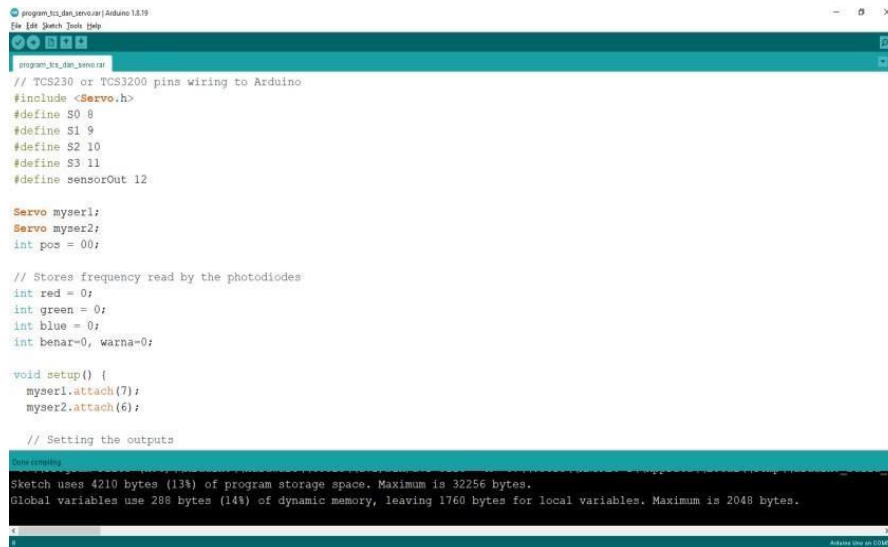 program_tcs_dan_servo.rar | Arduino 1.8.19
File Edit Sketch Tools Help
program_tcs_dan_servo.rar
// TCS230 or TCS3200 pins wiring to Arduino
#include <Servo.h>
#define S0 8
#define S1 9
#define S2 10
#define S3 11
#define sensorOut 12
Servo myser1;
Servo myser2;
int pos = 00;
// Stores frequency read by the photodiodes
int red = 0;
int green = 0;
int blue = 0;
int benar=0, warna=0;
void setup() {
myser1.attach(7);
myser2.attach(6);
// Setting the outputs
Done compiling.
Sketch uses 4210 bytes (13%) of program storage space. Maximum is 32256 bytes.
Global variables use 288 bytes (14%) of dynamic memory, leaving 1760 bytes for local variables. Maximum is 2048 bytes.
Arduino Uno on COM